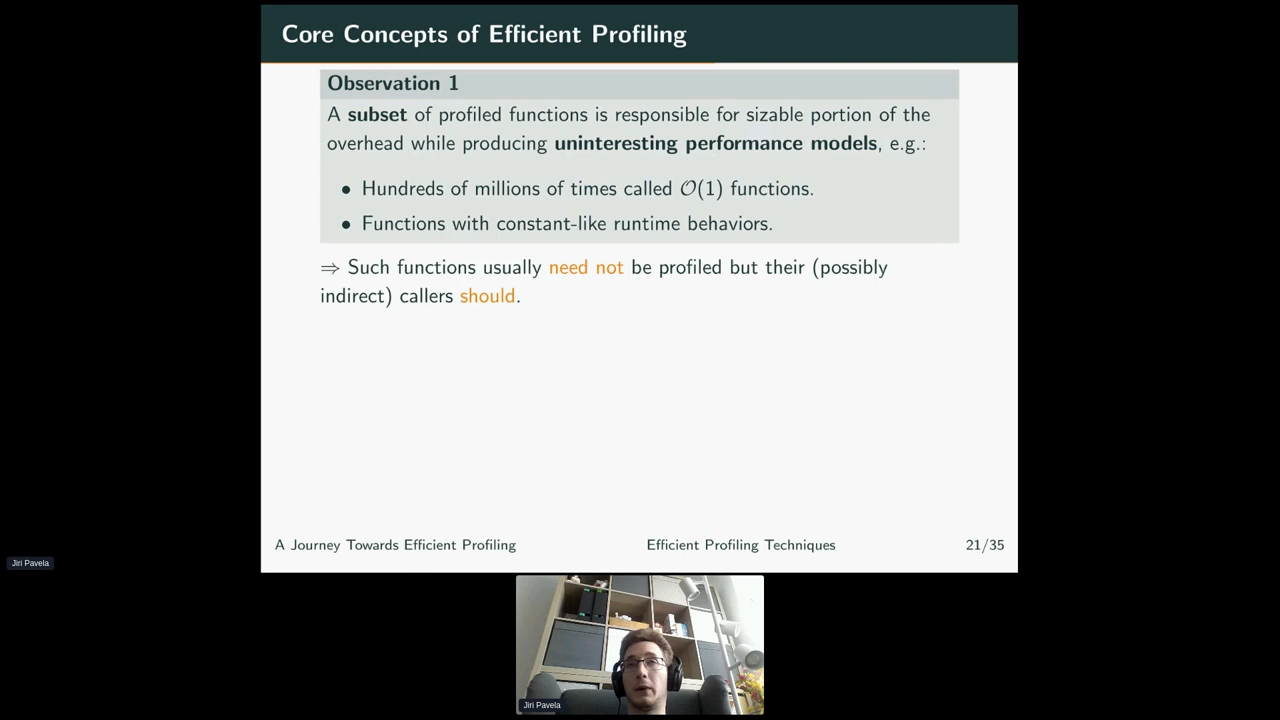 Core Concepts of Efficient Profiling
Observation 1
A subset of profiled functions is responsible for sizable portion of the
overhead while producing uninteresting performance models, e.g.:
• Hundreds of millions of times called 𝒪(1) functions.
• Functions with constant-like runtime behaviors.
⇒ Such functions usually need not be profiled but their (possibly
indirect) callers should.
A Journey Towards Efficient Profiling Efficient Profiling Techniques 21/35
Jiri Pavela
Jiri Pavela